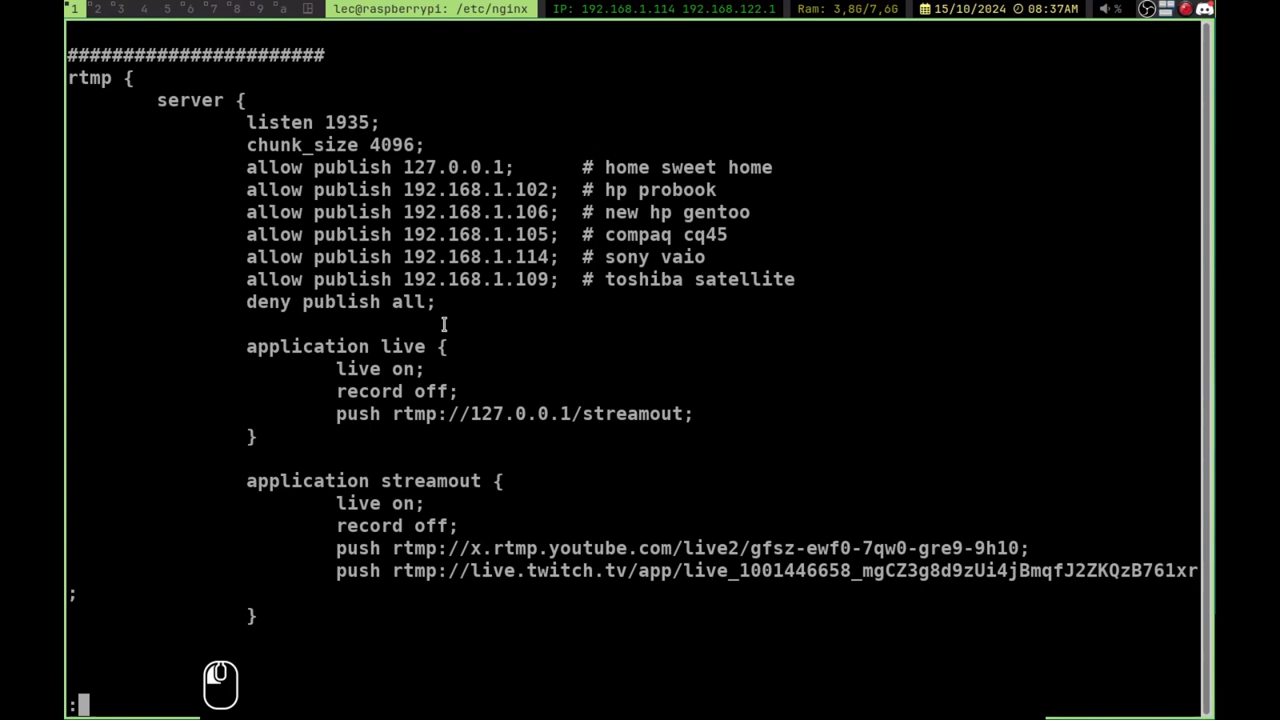 1 2 3 4 5 6 7 8 9 a lec@raspberrypi: /etc/nginx IP: 192.168.1.114 192.168.122.1 Ram: 3,8G/7,6G 15/10/2024 08:37AM %
#######################
rtmp {
server {
listen 1935;
chunk_size 4096;
allow publish 127.0.0.1; # home sweet home
allow publish 192.168.1.102; # hp probook
allow publish 192.168.1.106; # new hp gentoo
allow publish 192.168.1.105; # compaq cq45
allow publish 192.168.1.114; # sony vaio
allow publish 192.168.1.109; # toshiba satellite
deny publish all;
application live {
live on;
record off;
push rtmp://127.0.0.1/streamout;
}
application streamout {
live on;
record off;
push rtmp://x.rtmp.youtube.com/live2/gfsz-ewf0-7qw0-gre9-9h10;
push rtmp://live.twitch.tv/app/live_1001446658_mgCZ3g8d9zUi4jBmqfJ2ZKQzB761xr
;
}
: